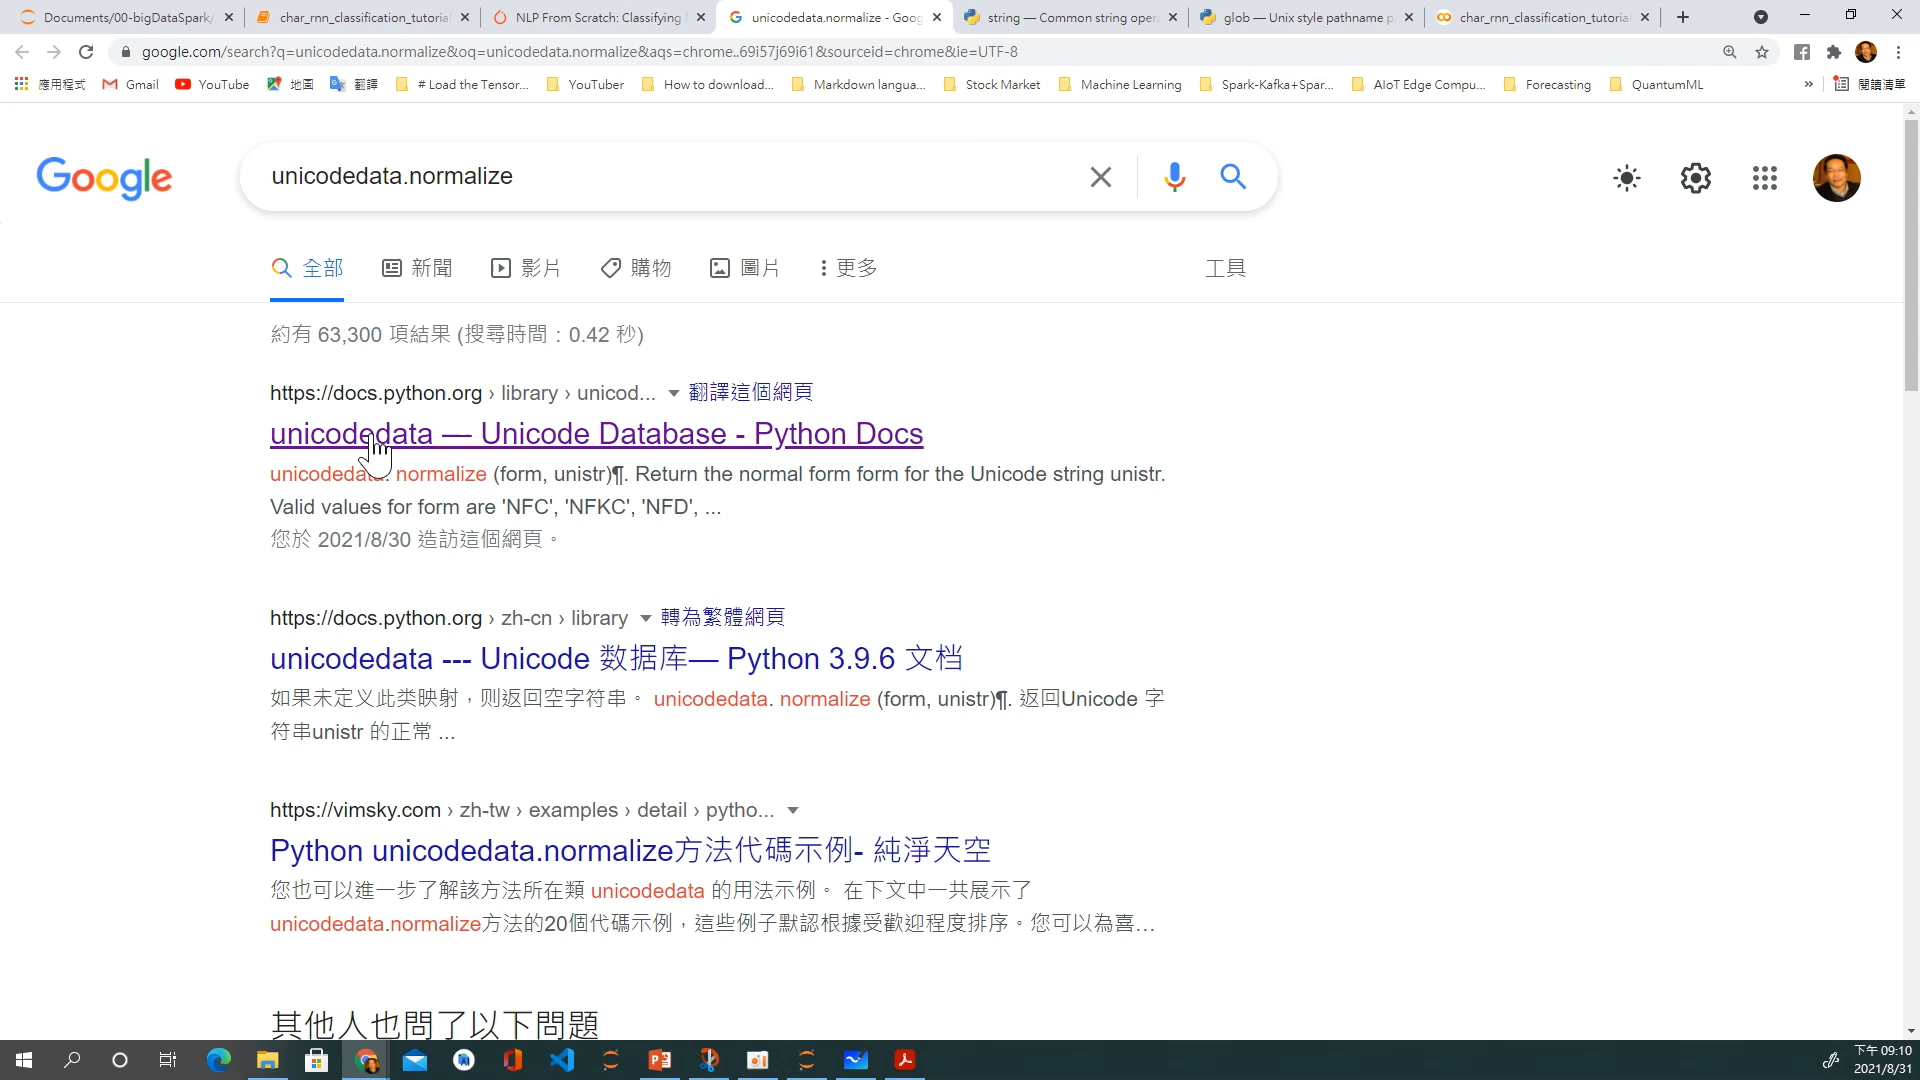 Documents/00-bigDataSpark/
char_rnn_classification_tutorial
NLP From Scratch: Classifying
unicodedata.normalize - Goog
string — Common string opera
glob — Unix style pathname p
char_rnn_classification_tutorial
google.com/search?q=unicodedata.normalize&oq=unicodedata.normalize&aqs=chrome..69i57j69i61&sourceid=chrome&ie=UTF-8
應用程式
Gmail
YouTube
地圖
翻譯
# Load the Tensor...
YouTuber
How to download...
Markdown langua...
Stock Market
Machine Learning
Spark-Kafka+Spar...
AIoT Edge Compu...
Forecasting
QuantumML
»
閱讀清單
Google
unicodedata.normalize
全部
新聞
影片
購物
圖片
更多
工具
約有 63,300 項結果 (搜尋時間：0.42 秒)
https://docs.python.org › library › unicod... 翻譯這個網頁
unicodedata — Unicode Database - Python Docs
unicodedata. normalize (form, unistr)¶. Return the normal form form for the Unicode string unistr.
Valid values for form are 'NFC', 'NFKC', 'NFD', ...
您於 2021/8/30 造訪這個網頁。
https://docs.python.org › zh-cn › library 轉為繁體網頁
unicodedata --- Unicode 数据库— Python 3.9.6 文档
如果未定义此类映射，则返回空字符串。 unicodedata. normalize (form, unistr)¶. 返回Unicode 字
符串unistr 的正常 ...
https://vimsky.com › zh-tw › examples › detail › pytho...
Python unicodedata.normalize方法代碼示例- 純淨天空
您也可以進一步了解該方法所在類 unicodedata 的用法示例。 在下文中一共展示了
unicodedata.normalize方法的20個代碼示例，這些例子默認根據受歡迎程度排序。您可以為喜...
其他人也問了以下問題
下午 09:10
2021/8/31